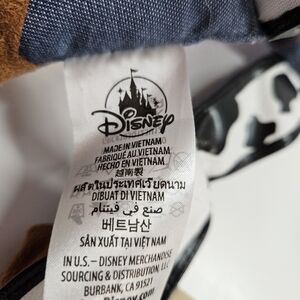 Disney
MADE IN VIETNAM
FABRIQUÉ AU VIETNAM
HECHO EN VIETNAM
越南製
ผลิตในประเทศเวียดนาม
DIBUAT DI VIETNAM
صنع في فيتنام
베트남산
SẢN XUẤT TẠI VIỆT NAM
IN U.S. – DISNEY MERCHANDISE
SOURCING & DISTRIBUTION, LLC
BURBANK, CA 91521
Disney.com